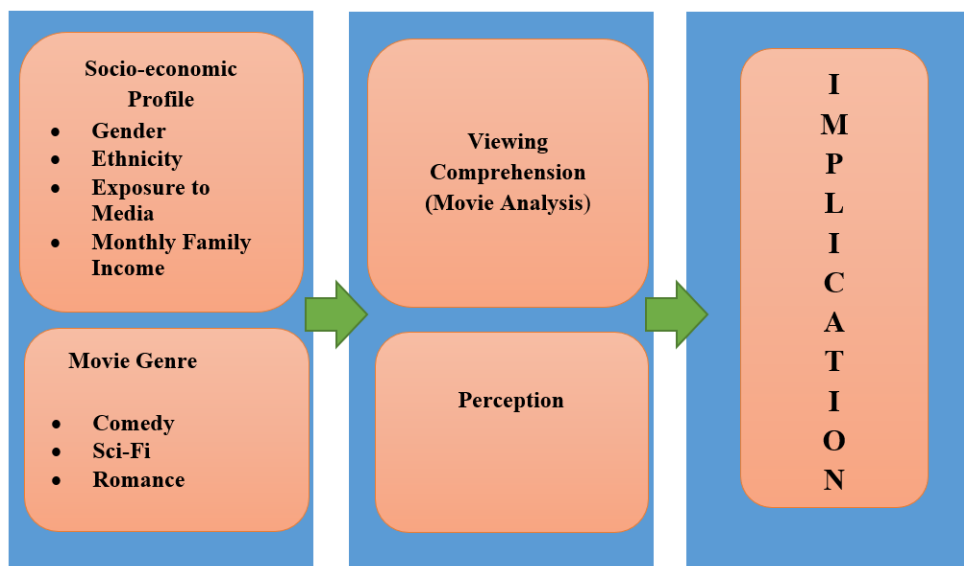 Socio-economic
Profile
• Gender
• Ethnicity
• Exposure to
Media
• Monthly Family
Income
Movie Genre
• Comedy
• Sci-Fi
• Romance
Viewing
Comprehension
(Movie Analysis)
Perception
I
M
P
L
I
C
A
T
I
O
N